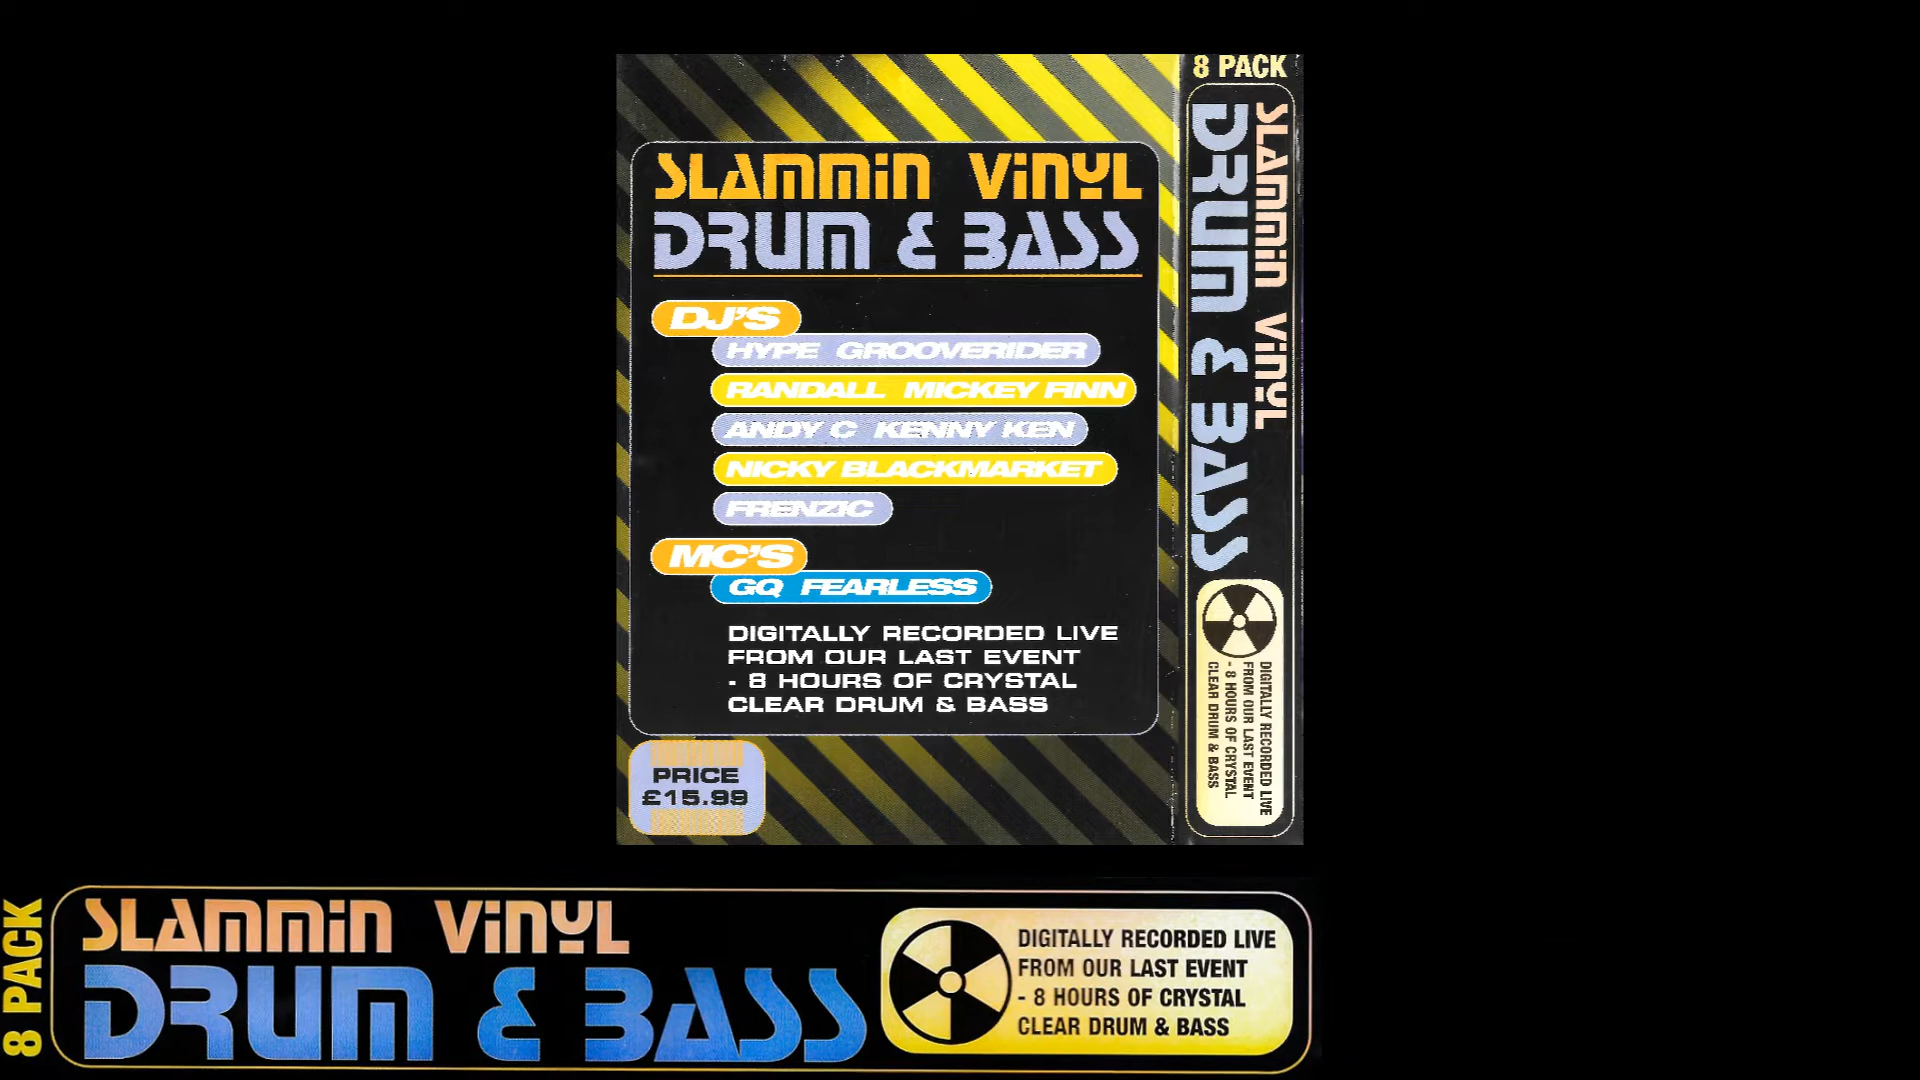 SLAMMIN VINYL
DRUM & BASS
DJ'S
HYPE GROOVERIDER
RANDALL MICKEY FINN
ANDY C KENNY KEN
NICKY BLACKMARKET
FRENZIC
MC'S
GQ FEARLESS
DIGITALLY RECORDED LIVE
FROM OUR LAST EVENT
- 8 HOURS OF CRYSTAL
CLEAR DRUM & BASS
PRICE
£15.99
8 PACK
SLAMMIN VINYL
DRUM & BASS
DIGITALLY RECORDED LIVE
FROM OUR LAST EVENT
- 8 HOURS OF CRYSTAL
CLEAR DRUM & BASS
8 PACK
SLAMMIN VINYL
DRUM & BASS
DIGITALLY RECORDED LIVE
FROM OUR LAST EVENT
- 8 HOURS OF CRYSTAL
CLEAR DRUM & BASS